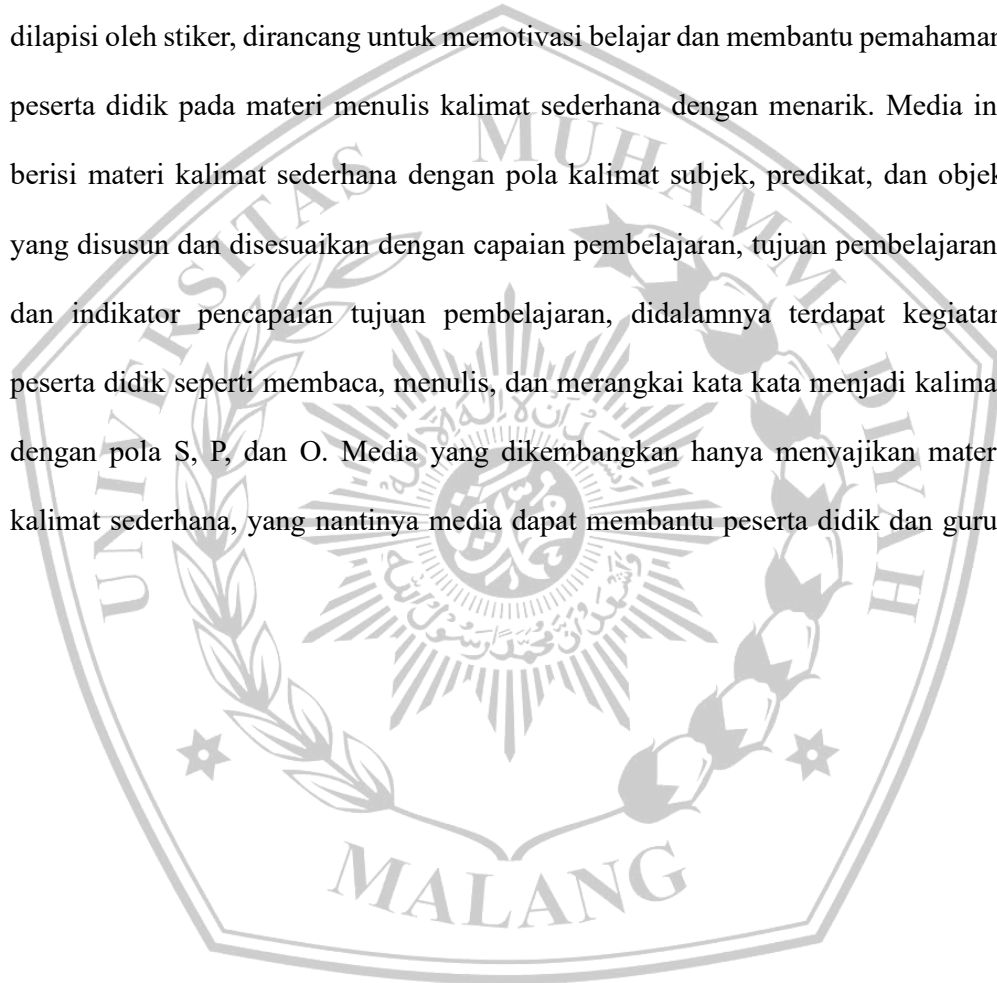 dilapisi oleh stiker, dirancang untuk memotivasi belajar dan membantu pemahaman
peserta didik pada materi menulis kalimat sederhana dengan menarik. Media in
berisi materi kalimat sederhana dengan pola kalimat subjek, predikat, dan objek
yang disusun dan disesuaikan dengan capaian pembelajaran, tujuan pembelajaran
dan indikator pencapaian tujuan pembelajaran, didalamnya terdapat kegiatan
peserta didik seperti membaca, menulis, dan merangkai kata kata menjadi kalima
dengan pola S, P, dan O. Media yang dikembangkan hanya menyajikan mater
kalimat sederhana, yang nantinya media dapat membantu peserta didik dan guru
UNIVERSITAS MUHAMMADIYAH
MALANG